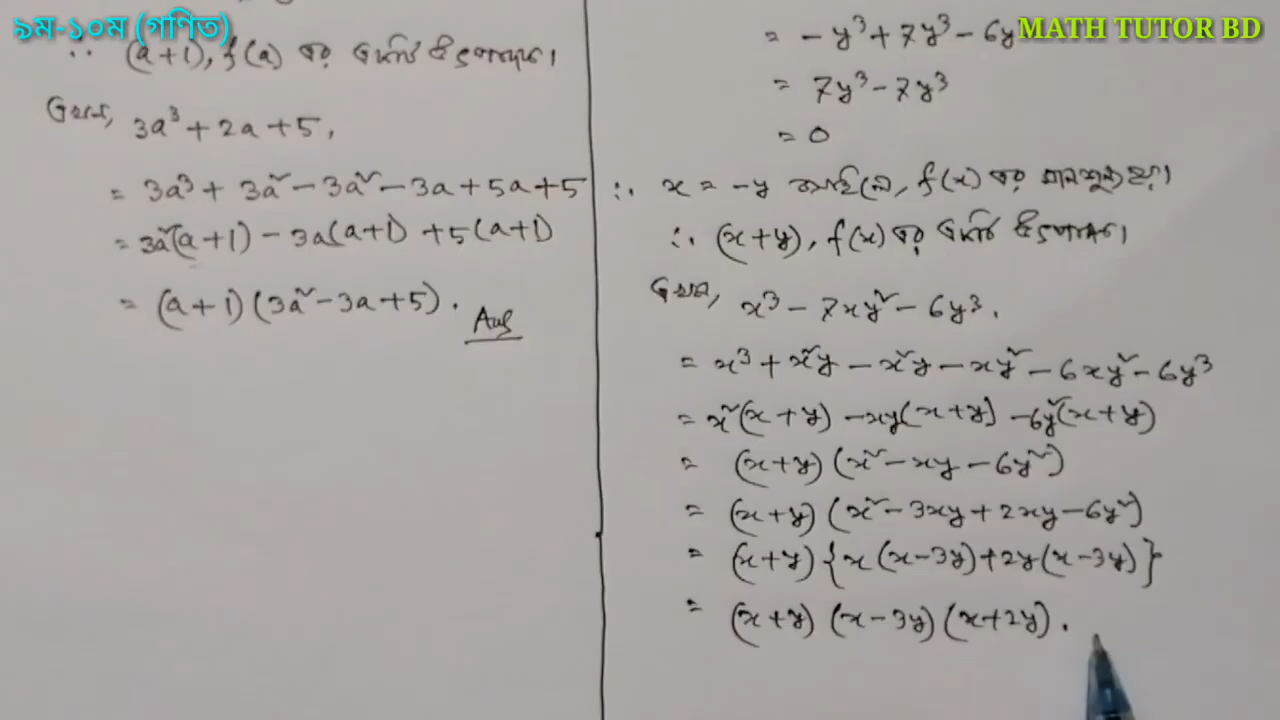 ৯ম-১০ম (গণিত)
MATH TUTOR BD
∴ (a+1), f(a) এর একটি উৎপাদক।
এখন, 3a³ + 2a + 5,
= 3a³ + 3a² - 3a² - 3a + 5a + 5
= 3a²(a+1) - 3a(a+1) + 5(a+1)
= (a+1)(3a² - 3a + 5). Ans
= -y³ + 7y³ - 6y
= 7y³ - 7y³
= 0
∴ x = -y বসাইলে, f(x) এর মান শূন্য হয়।
∴ (x+y), f(x) এর একটি উৎপাদক।
এখন, x³ - 7xy² - 6y³.
= x³ + x²y - x²y - xy² - 6xy² - 6y³
= x²(x+y) - xy(x+y) - 6y²(x+y)
= (x+y)(x² - xy - 6y²)
= (x+y)(x² - 3xy + 2xy - 6y²)
= (x+y){x(x-3y) + 2y(x-3y)}
= (x+y)(x-3y)(x+2y).